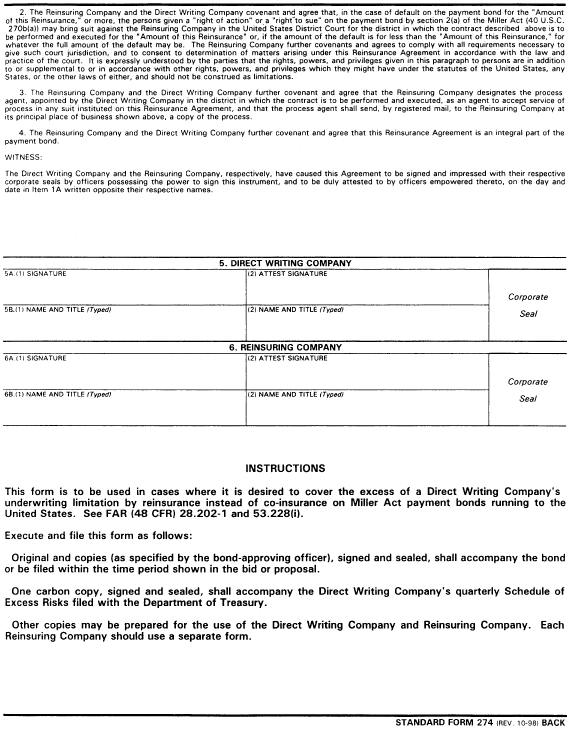 2. The Reinsuring Company and the Direct Writing Company covenant and agree that, in the case of default on the payment bond for the "Amount
of this Reinsurance," or more, the persons given a "right of action" or a "right to sue" on the payment bond by section 2(a) of the Miller Act (40 U.S.C.
270b(a)) may bring suit against the Reinsuring Company in the United States District Court for the district in which the contract described above is to
be performed and executed for the "Amount of this Reinsurance" or, if the amount of the default is for less than the "Amount of this Reinsurance," for
whatever the full amount of the default may be. The Reinsuring Company further covenants and agrees to comply with all requirements necessary to
give such court jurisdiction, and to consent to determination of matters arising under this Reinsurance Agreement in accordance with the law and
practice of the court. It is expressly understood by the parties that the rights, powers, and privileges given in this paragraph to persons are in addition
to or supplemental to or in accordance with other rights, powers, and privileges which they might have under the statutes of the United States, any
States, or the other laws of either, and should not be construed as limitations.
3. The Reinsuring Company and the Direct Writing Company further covenant and agree that the Reinsuring Company designates the process
agent, appointed by the Direct Writing Company in the district in which the contract is to be performed and executed, as an agent to accept service of
process in any suit instituted on this Reinsurance Agreement, and that the process agent shall send, by registered mail, to the Reinsuring Company at
its principal place of business shown above, a copy of the process.
4. The Reinsuring Company and the Direct Writing Company further covenant and agree that this Reinsurance Agreement is an integral part of the
payment bond.
WITNESS:
The Direct Writing Company and the Reinsuring Company, respectively, have caused this Agreement to be signed and impressed with their respective
corporate seals by officers possessing the power to sign this instrument, and to be duly attested to by officers empowered thereto, on the day and
date in Item 1A written opposite their respective names.
5. DIRECT WRITING COMPANY
5A.(1) SIGNATURE
(2) ATTEST SIGNATURE
Corporate
Seal
5B.(1) NAME AND TITLE (Typed)
(2) NAME AND TITLE (Typed)
6. REINSURING COMPANY
6A.(1) SIGNATURE
(2) ATTEST SIGNATURE
Corporate
Seal
6B.(1) NAME AND TITLE (Typed)
(2) NAME AND TITLE (Typed)
INSTRUCTIONS
This form is to be used in cases where it is desired to cover the excess of a Direct Writing Company's
underwriting limitation by reinsurance instead of co-insurance on Miller Act payment bonds running to the
United States. See FAR (48 CFR) 28.202-1 and 53.228(i).
Execute and file this form as follows:
Original and copies (as specified by the bond-approving officer), signed and sealed, shall accompany the bond
or be filed within the time period shown in the bid or proposal.
One carbon copy, signed and sealed, shall accompany the Direct Writing Company's quarterly Schedule of
Excess Risks filed with the Department of Treasury.
Other copies may be prepared for the use of the Direct Writing Company and Reinsuring Company. Each
Reinsuring Company should use a separate form.
STANDARD FORM 274 (REV. 10-98) BACK